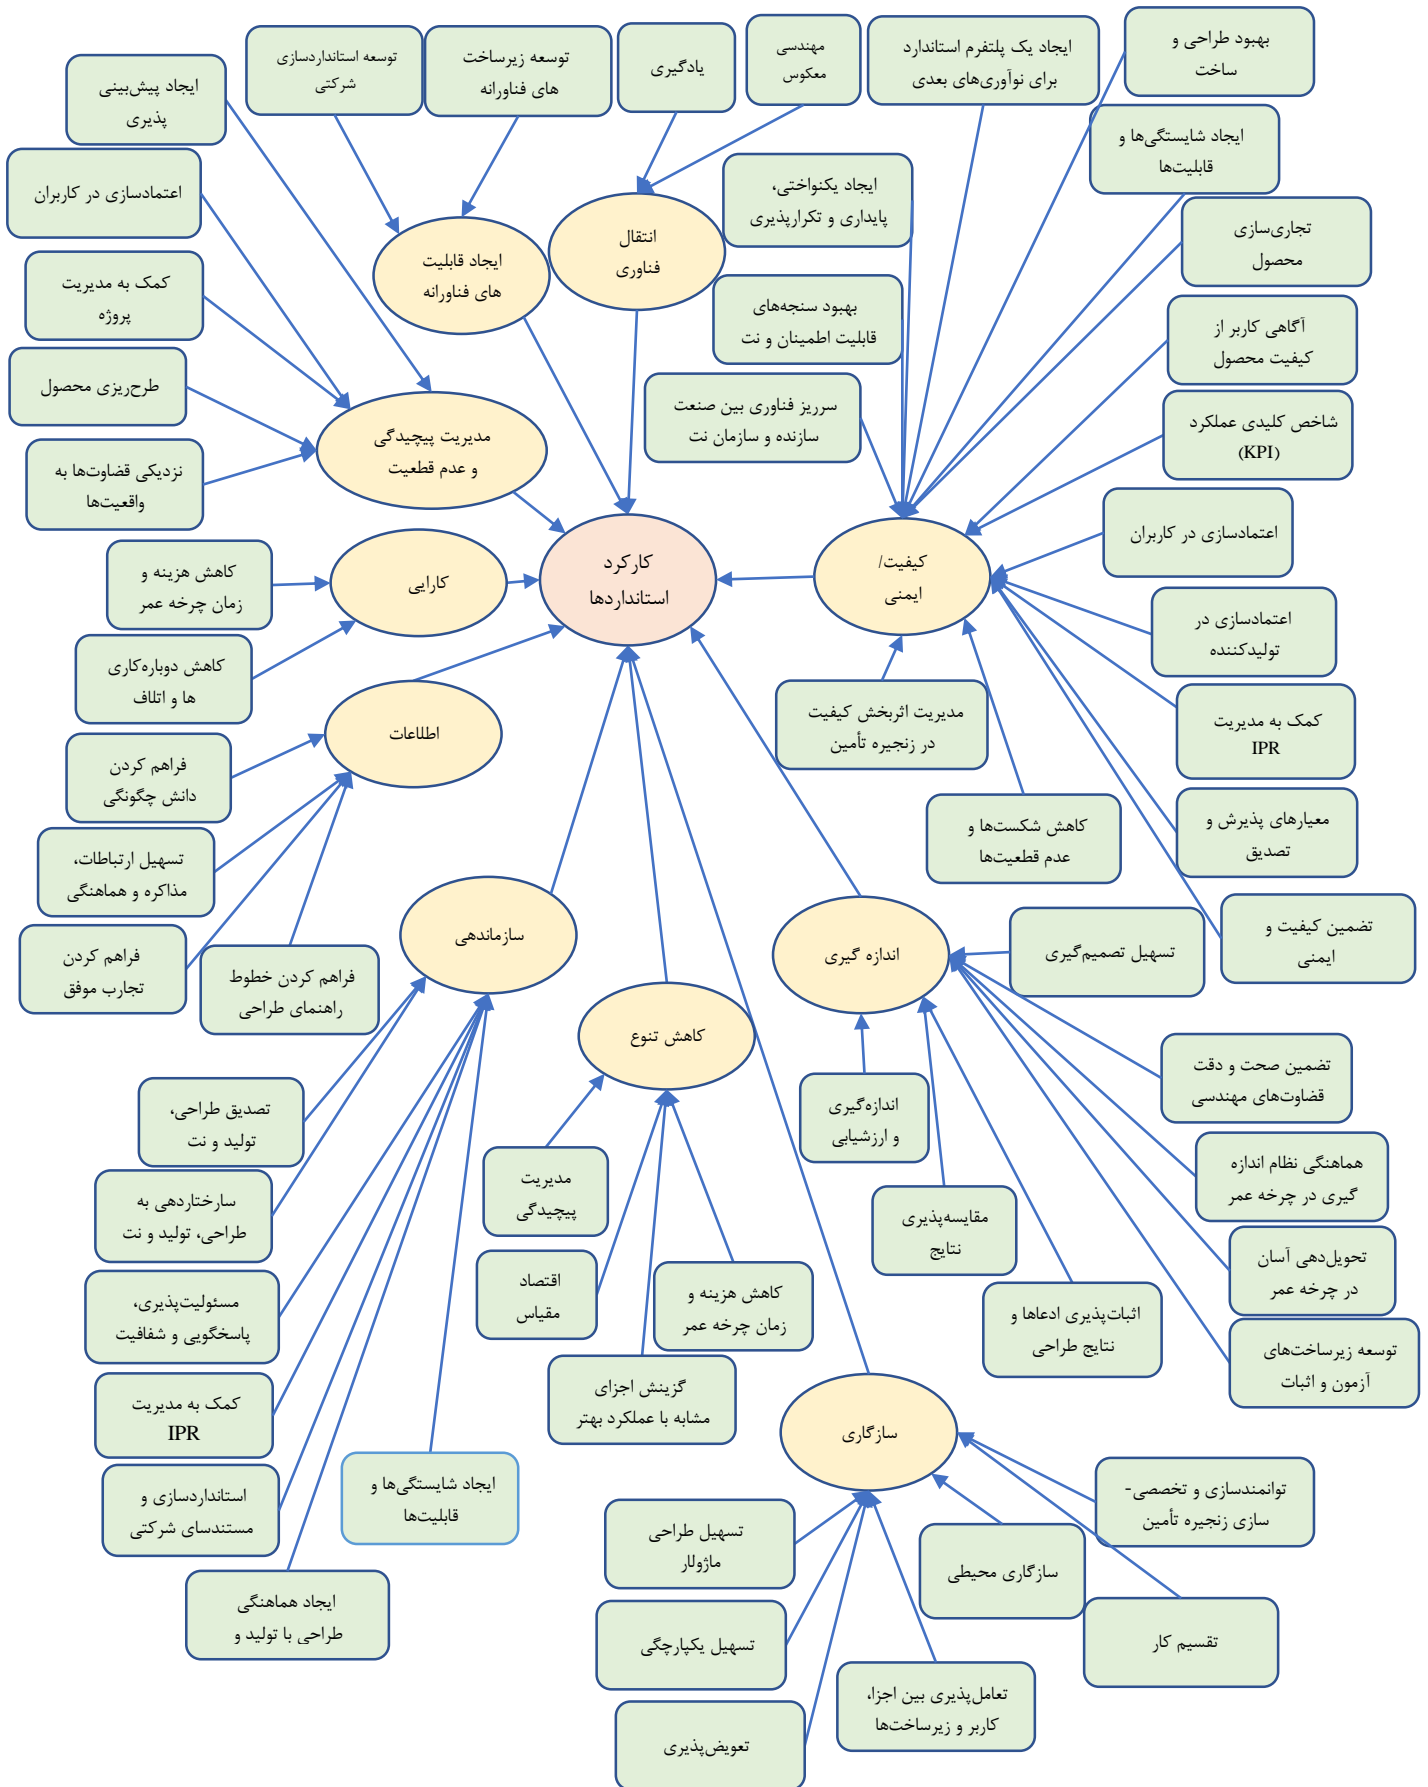 بهبود طراحی و
ساخت
ایجاد یک پلتفرم استاندارد
برای نوآوری‌های بعدی
مهندسی
معکوس
یادگیری
توسعه زیرساخت
های فناورانه
توسعه استانداردسازی
شرکتی
ایجاد پیش‌بینی
پذیری
ایجاد شایستگی‌ها و
قابلیت‌ها
ایجاد یکنواختی،
پایداری و تکرارپذیری
اعتمادسازی در کاربران
تجاری‌سازی
محصول
انتقال
فناوری
ایجاد قابلیت
های فناورانه
کمک به مدیریت
پروژه
آگاهی کاربر از
کیفیت محصول
بهبود سنجه‌های
قابلیت اطمینان و نت
طرح‌ریزی محصول
سرریز فناوری بین صنعت
سازنده و سازمان نت
شاخص کلیدی عملکرد
(KPI)
مدیریت پیچیدگی
و عدم قطعیت
نزدیکی قضاوت‌ها به
واقعیت‌ها
اعتمادسازی در کاربران
کیفیت/
ایمنی
کارکرد
استانداردها
کارایی
کاهش هزینه و
زمان چرخه عمر
اعتمادسازی در
تولیدکننده
کاهش دوباره‌کاری
ها و اتلاف
مدیریت اثربخش کیفیت
در زنجیره تأمین
کمک به مدیریت
IPR
اطلاعات
فراهم کردن
دانش چگونگی
کاهش شکست‌ها و
عدم قطعیت‌ها
معیارهای پذیرش و
تصدیق
تسهیل ارتباطات،
مذاکره و هماهنگی
تضمین کیفیت و
ایمنی
تسهیل تصمیم‌گیری
اندازه گیری
سازماندهی
فراهم کردن خطوط
راهنمای طراحی
فراهم کردن
تجارب موفق
کاهش تنوع
تضمین صحت و دقت
قضاوت‌های مهندسی
اندازه‌گیری
و ارزشیابی
تصدیق طراحی،
تولید و نت
مدیریت
پیچیدگی
هماهنگی نظام اندازه
گیری در چرخه عمر
سارختاردهی به
طراحی، تولید و نت
مقایسه‌پذیری
نتایج
تحویل‌دهی آسان
در چرخه عمر
اقتصاد
مقیاس
کاهش هزینه و
زمان چرخه عمر
مسئولیت‌پذیری،
پاسخگویی و شفافیت
اثبات‌پذیری ادعاها و
نتایج طراحی
توسعه زیرساخت‌های
آزمون و اثبات
گزینش اجزای
مشابه با عملکرد بهتر
کمک به مدیریت
IPR
سازگاری
ایجاد شایستگی‌ها و
قابلیت‌ها
استانداردسازی و
مستندسای شرکتی
توانمندسازی و تخصصی-
سازی زنجیره تأمین
تسهیل طراحی
ماژولار
سازگاری محیطی
ایجاد هماهنگی
طراحی با تولید و
تقسیم کار
تسهیل یکپارچگی
تعامل‌پذیری بین اجزا،
کاربر و زیرساخت‌ها
تعویض‌پذیری